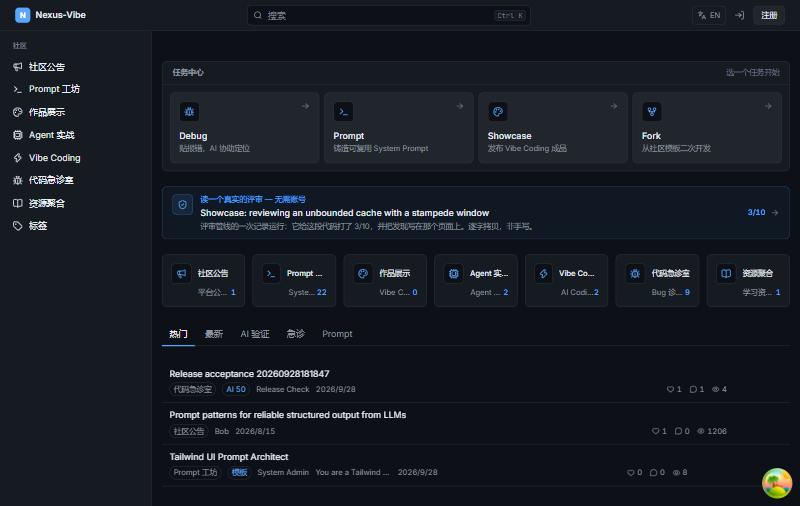 N Nexus-Vibe
搜索 Ctrl K
EN
注册
社区
社区公告
Prompt 工坊
作品展示
Agent 实战
Vibe Coding
代码急诊室
资源聚合
标签
任务中心
选一个任务开始
Debug
贴报错，AI 协助定位
Prompt
铸造可复用 System Prompt
Showcase
发布 Vibe Coding 成品
Fork
从社区模板二次开发
读一个真实的评审 — 无需账号
Showcase: reviewing an unbounded cache with a stampede window
评审管线的一次记录运行：它给这段代码打了 3/10，并把发现写在那个页面上。逐字拷贝，非手写。
3/10
社区公告
平台公... 1
Prompt ...
Syste... 22
作品展示
Vibe C... 0
Agent 实...
Agent ... 2
Vibe Co...
AI Codi... 2
代码急诊室
Bug 诊... 9
资源聚合
学习资... 1
热门 最新 AI 验证 急诊 Prompt
Release acceptance 20260928181847
代码急诊室 AI 50 Release Check 2026/9/28 1 1 4
Prompt patterns for reliable structured output from LLMs
社区公告 Bob 2026/8/15 1 0 1206
Tailwind UI Prompt Architect
Prompt 工坊 模板 System Admin You are a Tailwind ... 2026/9/28 0 0 8